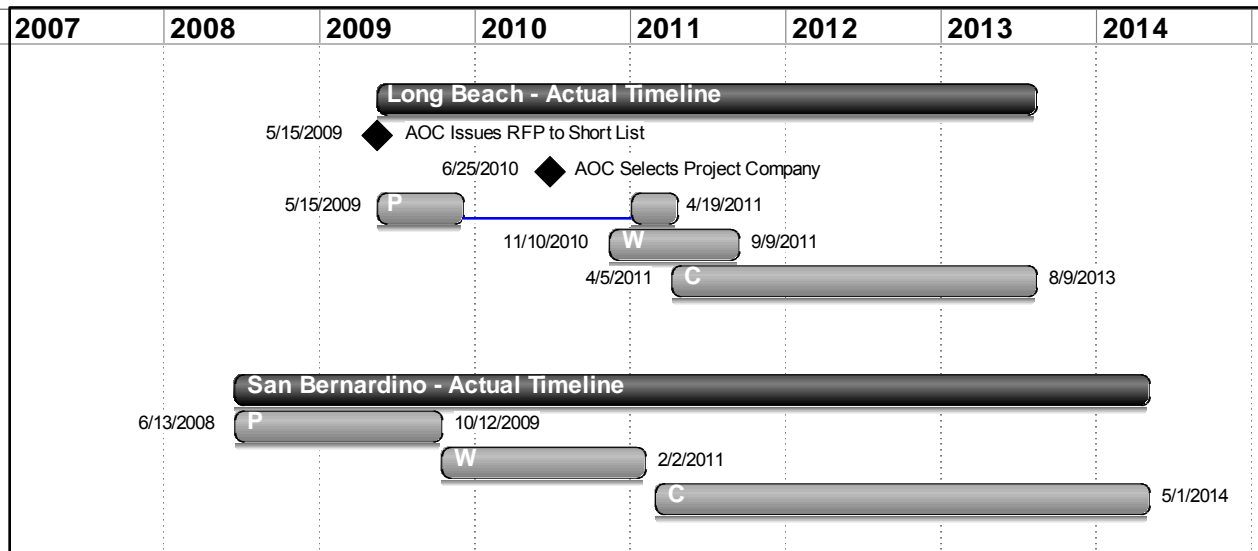 2007 2008 2009 2010 2011 2012 2013 2014
Long Beach - Actual Timeline
5/15/2009 AOC Issues RFP to Short List
6/25/2010 AOC Selects Project Company
5/15/2009 P 4/19/2011
11/10/2010 W 9/9/2011
4/5/2011 C 8/9/2013
San Bernardino - Actual Timeline
6/13/2008 P 10/12/2009
W 2/2/2011
C 5/1/2014